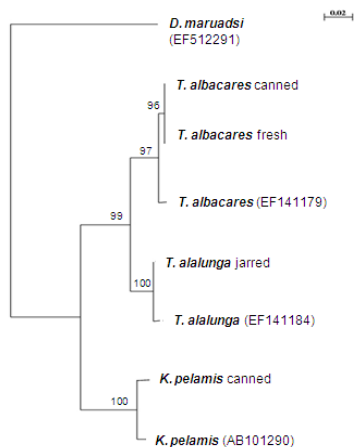 D. maruadsi
(EF512291)
0.02
T. albacares canned
96
T. albacares fresh
97
T. albacares (EF141179)
99
T. alalunga jarred
100
T. alalunga (EF141184)
K. pelamis canned
100
K. pelamis (AB101290)